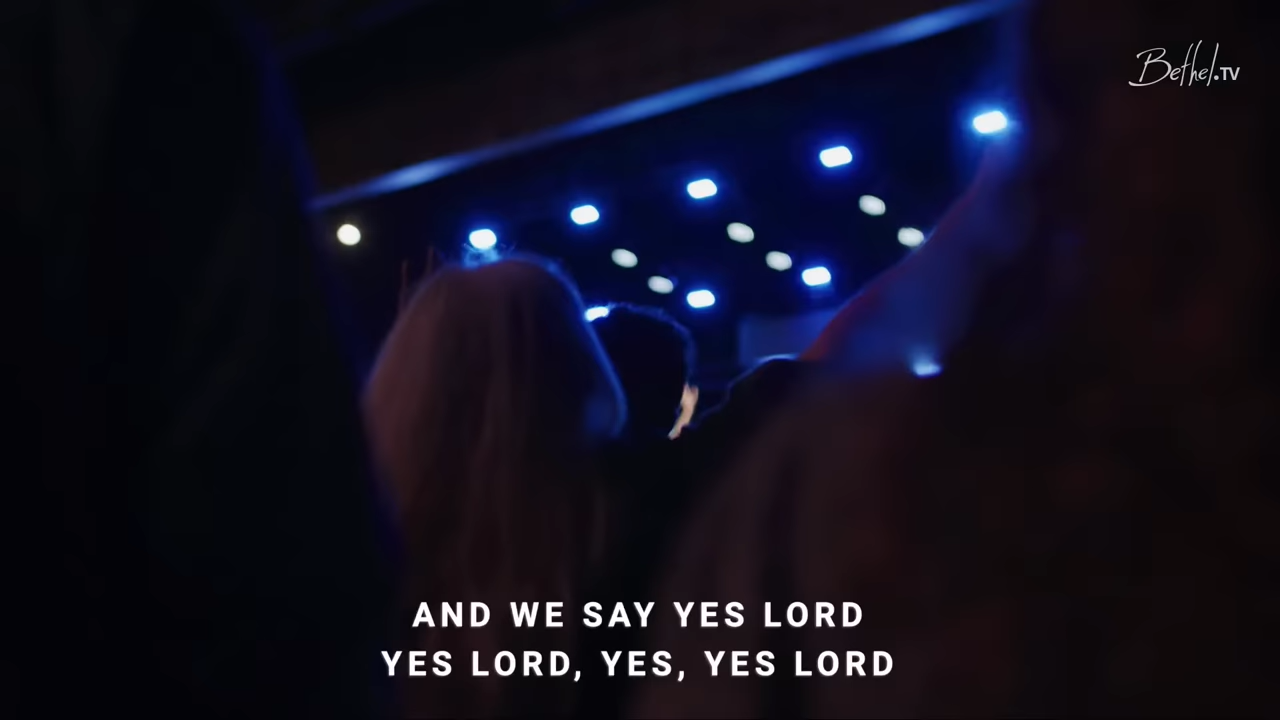 Bethel.TV
AND WE SAY YES LORD
YES LORD, YES, YES LORD